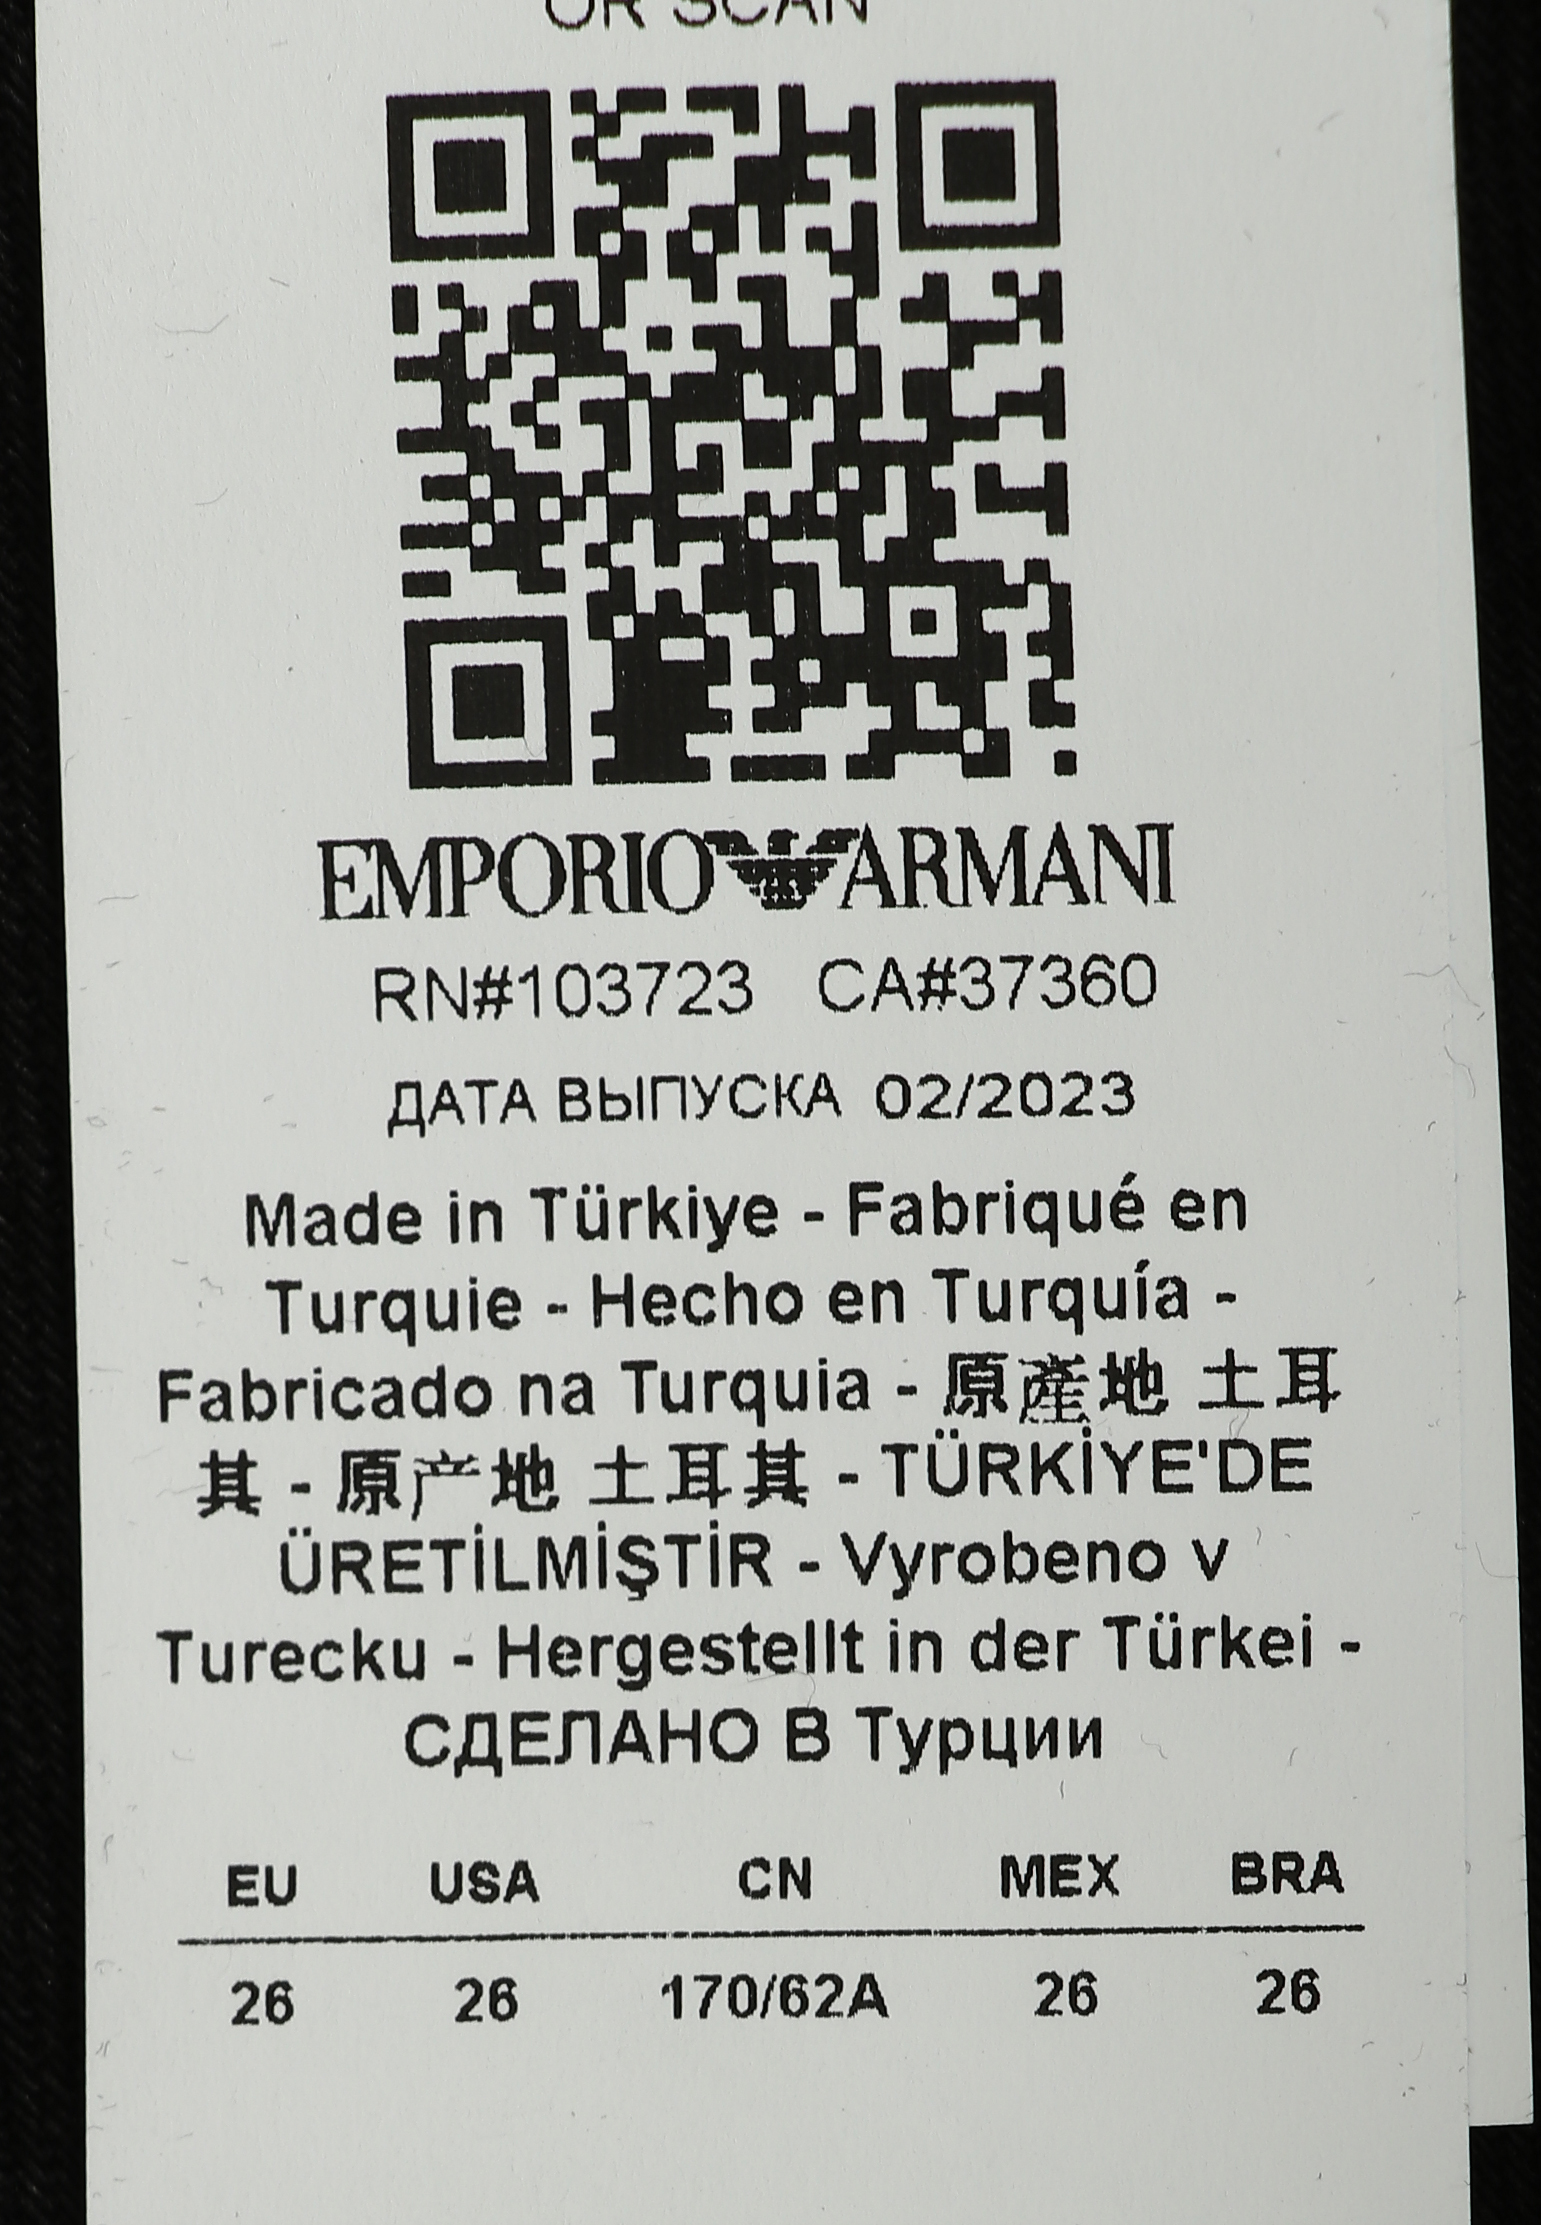 OR SCAN
EMPORIO ARMANI
RN#103723 CA#37360
ДАТА ВЫПУСКА 02/2023
Made in Türkiye - Fabriqué en
Turquie - Hecho en Turquía -
Fabricado na Turquia - 原產地 土耳
其 - 原产地 土耳其 - TÜRKİYE'DE
ÜRETİLMİŞTİR - Vyrobeno v
Turecku - Hergestellt in der Türkei -
СДЕЛАНО В Турции
EU USA CN MEX BRA
26 26 170/62A 26 26